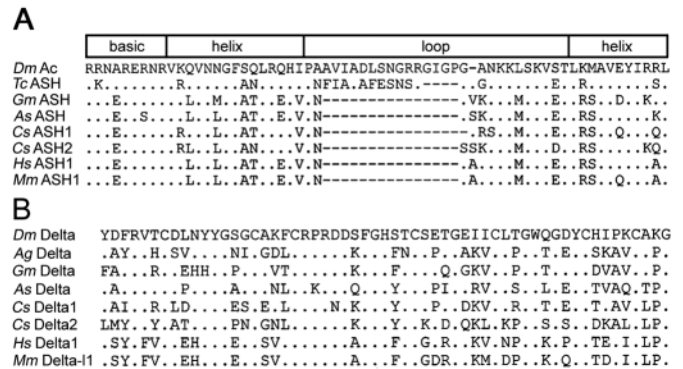 A
basic helix loop helix
Dm Ac RRNARERNRVKQVNNGFSQLRQHIPAAVIADLSNGRRGIGPG-ANKKLSKVSTLKMAVEYIRRL
Tc ASH .K........R.....AN.......NFIA.AFESNS.-----...G.......E..R.......S.
Gm ASH ...E.......L..M..AT...E.V.N----------------.VK...M...E..RS...D..K.
As ASH ...E..S....L..L..AT...E.V.N----------------.SK...M...E..RS......K.
Cs ASH1 ...E......R...L..AT...E.V.N-----------------.RS..M...E..RS...Q..Q.
Cs ASH2 ...E......RL..L..AN...E.V.N----------------SSK...M...D..RS.....KQ.
Hs ASH1 ...E.......L..L..AT...E.V.N----------------.A....M...E..RS......A.
Mm ASH1 ...E.......L..L..AT...E.V.N----------------.A....M...E..RS...Q..A.
B
Dm Delta YDFRVTCDLNYYGSGCAKFCRPRDDSFGHSTCSETGEIICLTGWQGDYCHIPKCAKG
Ag Delta .AY..H.SV.....NI.GDL......K...FN..P..AKV..P..T.E..SKAV..P.
Gm Delta FA....R..EHH..P...VT......K...F....Q.GKV..P..T....DVAV..P.
As Delta .........P....A...NL..K...Q...Y...PI..RV..S..L.E..TVAQ.TP.
Cs Delta1 .AI..R.LD.....ES.E.L....N.K...Y...P.DKV..R..T.E..T.AV.LP.
Cs Delta2 LMY..Y.AT.....PN.GNL......K...S..K.D.QKL.KP..S.S..DKAL.LP.
Hs Delta1 .SY.FV..EH....E..SV.......A...F..G.R..KV..NP..K.P..TE.I.LP.
Mm Delta-l1 .SY.FV..EH....E..SV.......A...F..GDR..KM.DP..K.Q..TD.I.LP.